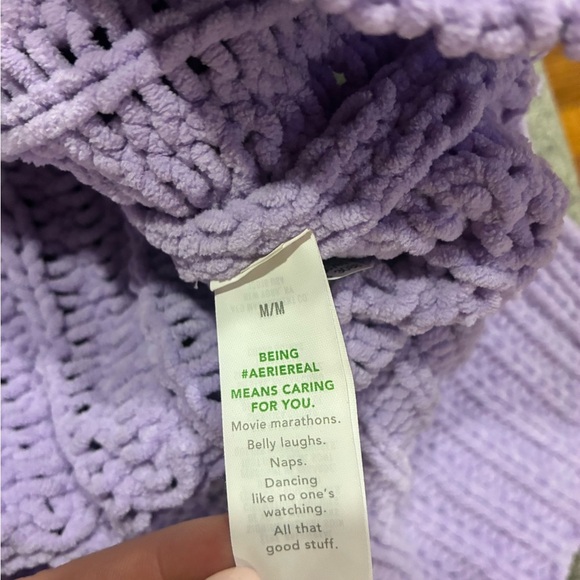 M/M
BEING
#AERIEREAL
MEANS CARING
FOR YOU.
Movie marathons.
Belly laughs.
Naps.
Dancing
like no one's
watching.
All that
good stuff.